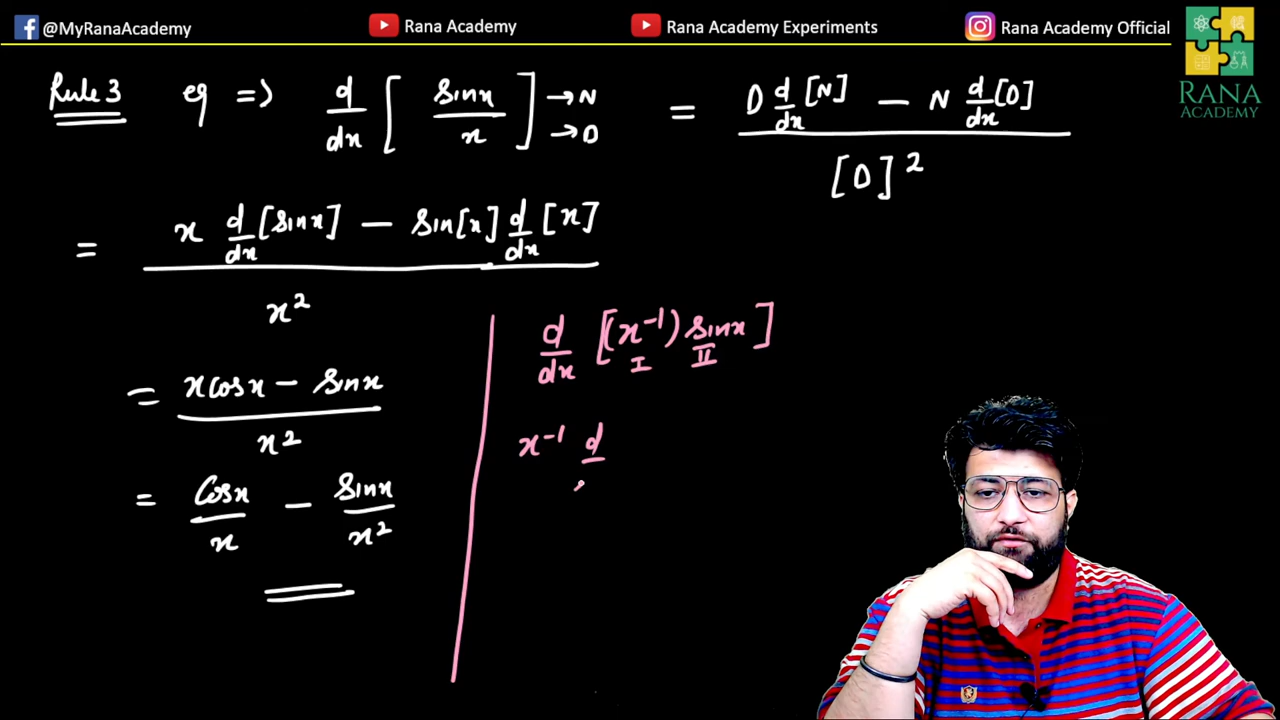 @MyRanaAcademy Rana Academy Rana Academy Experiments Rana Academy Official
RANA
ACADEMY
Rule 3 eg => d/dx [ sinx / x ] →N →D = ( D d/dx [N] − N d/dx [D] ) / [D]²
= ( x d/dx [sinx] − sin[x] d/dx [x] ) / x²
= ( x cosx − sinx ) / x²
= cosx / x − sinx / x²
d/dx [(x⁻¹) sinx]
I II
x⁻¹ d